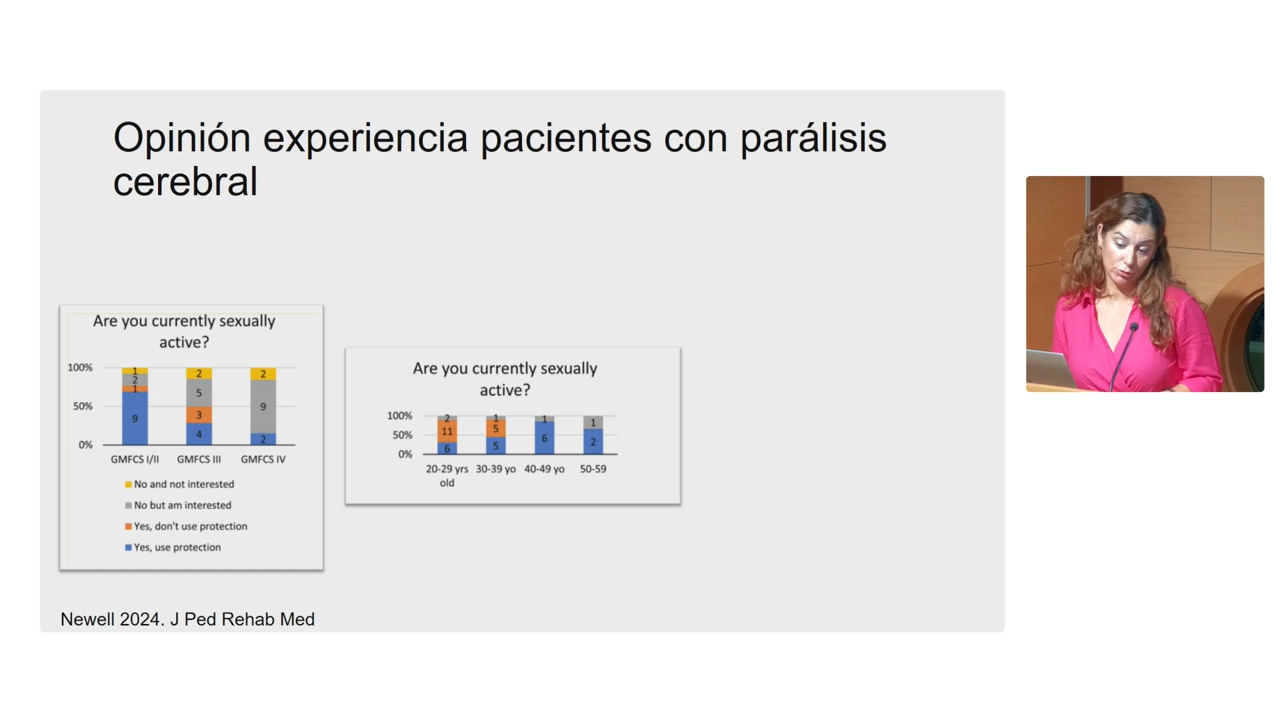 Opinión experiencia pacientes con parálisis
cerebral
Are you currently sexually
active?
100%
50%
0%
1
2
1
9
2
5
3
4
2
9
2
GMFCS I/II
GMFCS III
GMFCS IV
No and not interested
No but am interested
Yes, don't use protection
Yes, use protection
Are you currently sexually
active?
100%
50%
0%
2
11
6
1
5
5
1
6
1
2
20-29 yrs
old
30-39 yo
40-49 yo
50-59
Newell 2024. J Ped Rehab Med